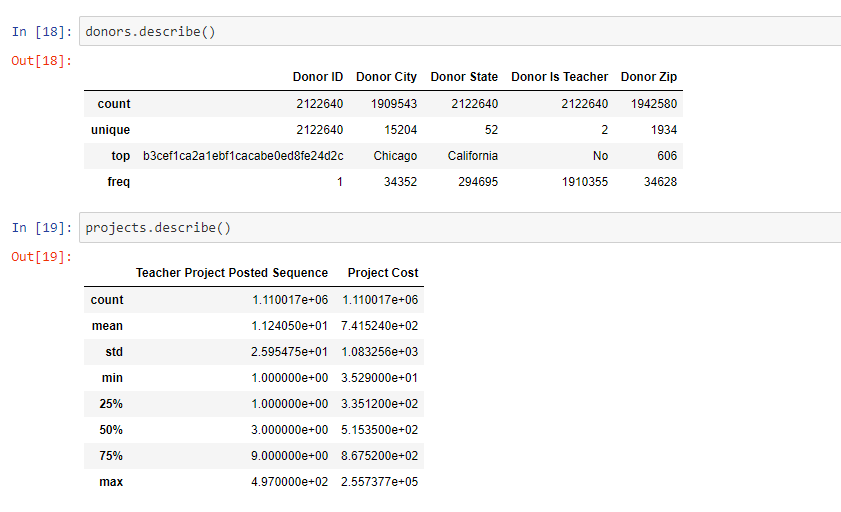 In [18]: donors.describe()
Out[18]:
Donor ID Donor City Donor State Donor Is Teacher Donor Zip
count 2122640 1909543 2122640 2122640 1942580
unique 2122640 15204 52 2 1934
top b3cef1ca2a1ebf1cacabe0ed8fe24d2c Chicago California No 606
freq 1 34352 294695 1910355 34628
In [19]: projects.describe()
Out[19]:
Teacher Project Posted Sequence Project Cost
count 1.110017e+06 1.110017e+06
mean 1.124050e+01 7.415240e+02
std 2.595475e+01 1.083256e+03
min 1.000000e+00 3.529000e+01
25% 1.000000e+00 3.351200e+02
50% 3.000000e+00 5.153500e+02
75% 9.000000e+00 8.675200e+02
max 4.970000e+02 2.557377e+05